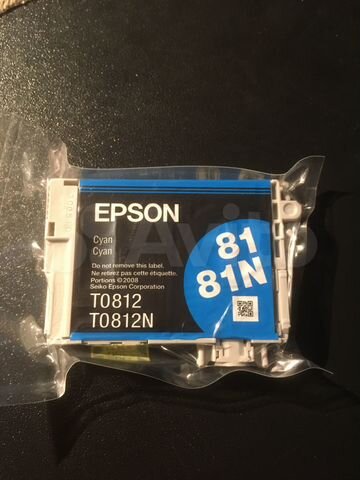 EPSON
81
81N
Cyan
Cyan
Do not remove this label.
Ne retirez pas cette étiquette.
Portions ©2008
Seiko Epson Corporation
T0812
T0812N
Avito